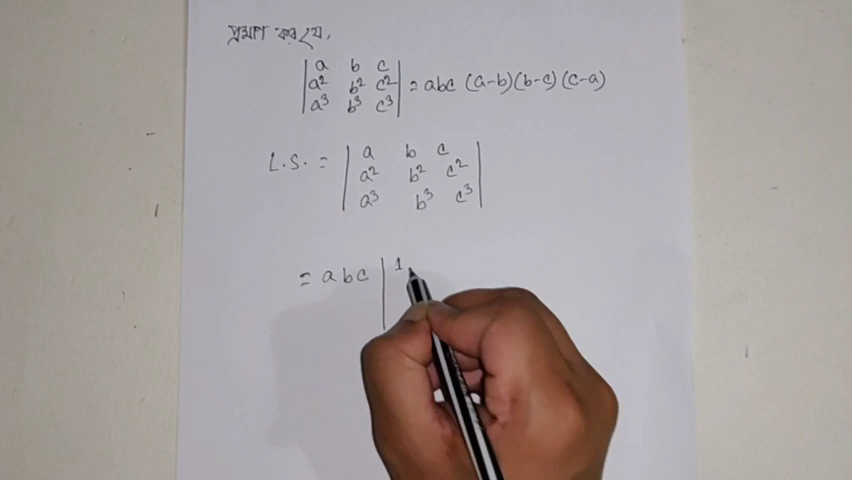 প্রমাণ কর যে,
| a b c |
| a² b² c² | = abc (a-b)(b-c)(c-a)
| a³ b³ c³ |
L.S. = | a b c |
| a² b² c² |
| a³ b³ c³ |
= abc | 1